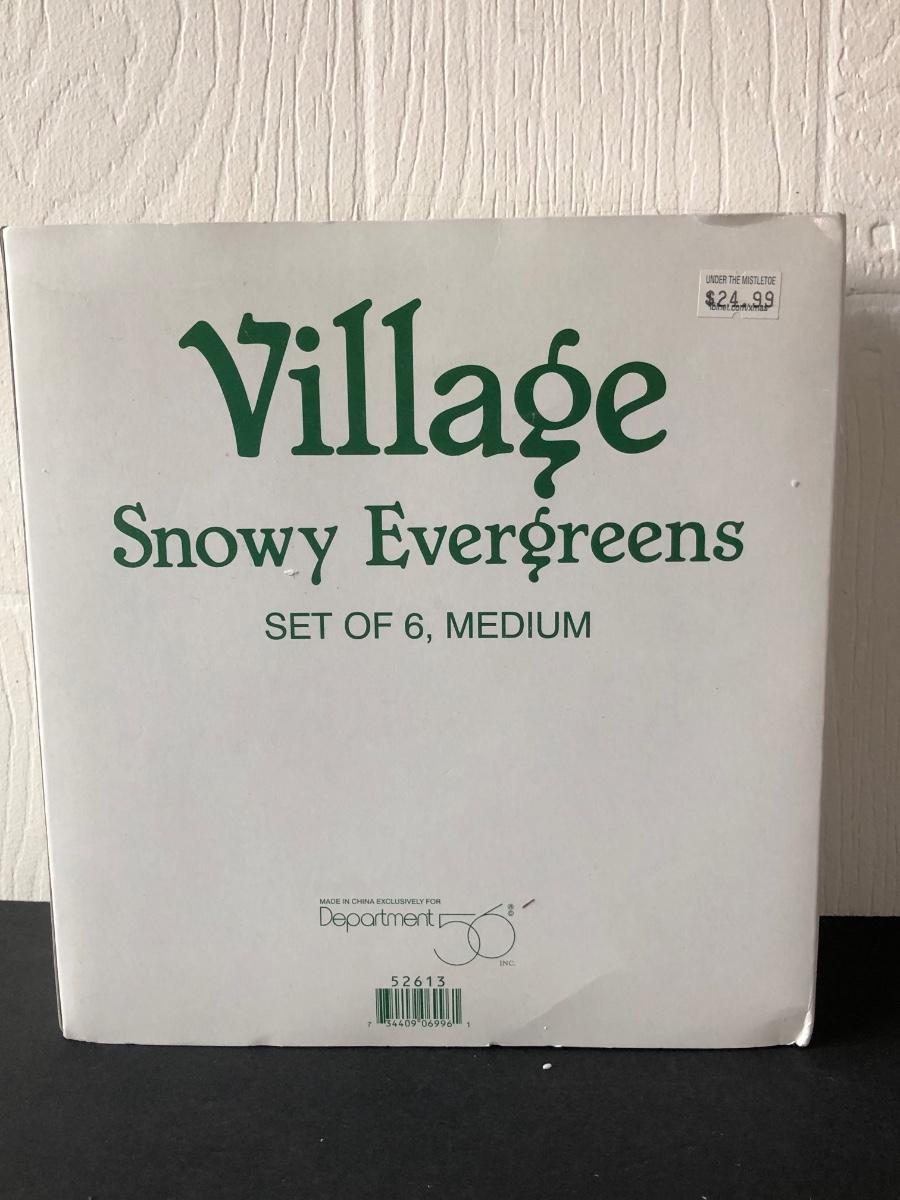 UNDER THE MISTLETOE
$24.99
Village
Snowy Evergreens
SET OF 6, MEDIUM
MADE IN CHINA EXCLUSIVELY FOR
Department 56 ® ©
INC.
52613
7 34409 06996 1